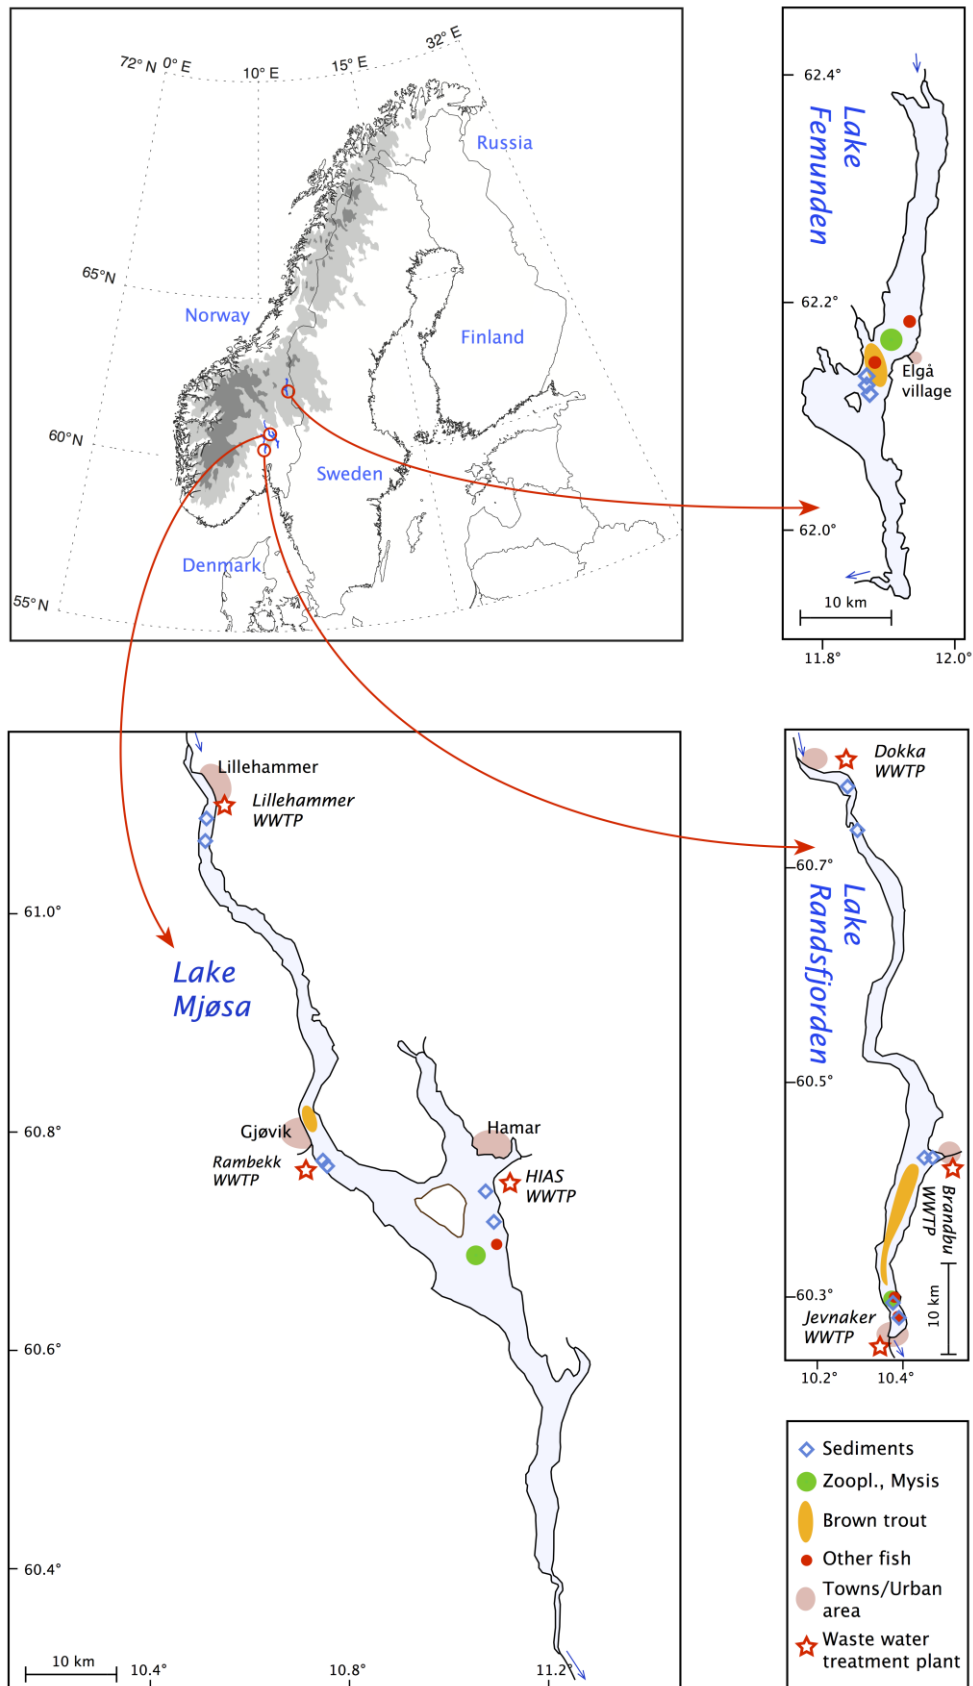 72° N
0° E
10° E
15° E
32° E
65°N
60°N
55°N
Russia
Norway
Finland
Sweden
Denmark
62.4°
62.2°
62.0°
Lake
Femunden
Elgå
village
10 km
11.8°
12.0°
Lillehammer
Lillehammer
WWTP
61.0°
Lake
Mjøsa
60.8°
Gjøvik
Rambekk
WWTP
Hamar
HIAS
WWTP
60.6°
60.4°
10 km
10.4°
10.8°
11.2°
Dokka
WWTP
60.7°
Lake
Randsfjorden
60.5°
Brandbu
WWTP
60.3°
10 km
Jevnaker
WWTP
10.2°
10.4°
Sediments
Zoopl., Mysis
Brown trout
Other fish
Towns/Urban
area
Waste water
treatment plant